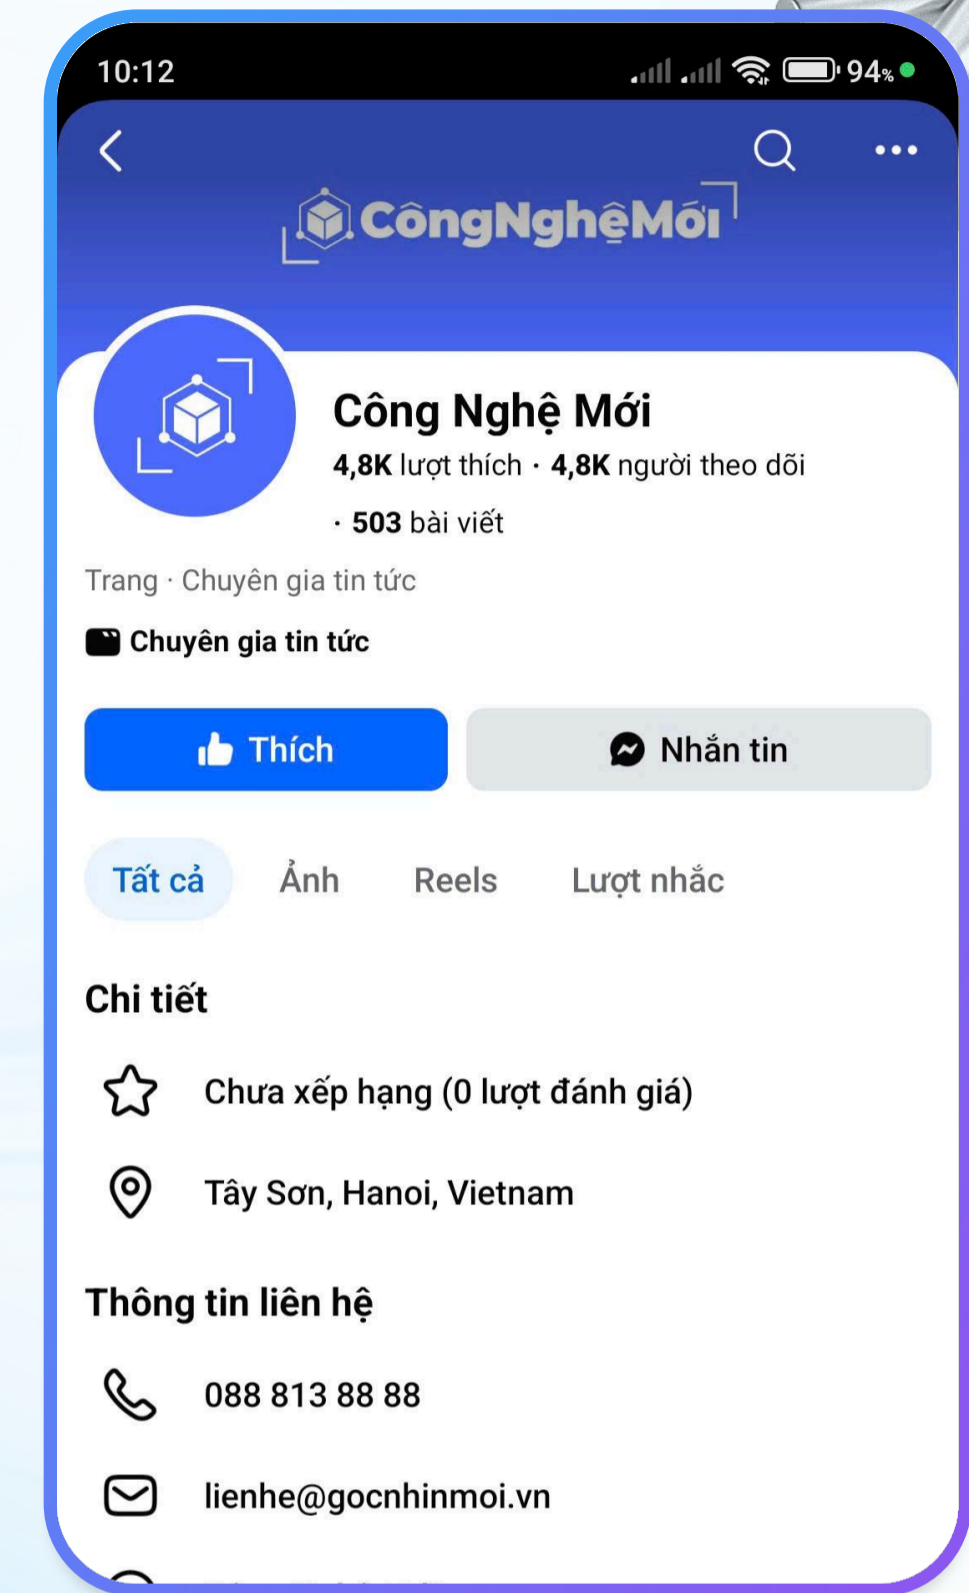 10:12
94%
CôngNghệMới
Công Nghệ Mới
4,8K lượt thích · 4,8K người theo dõi
· 503 bài viết
Trang · Chuyên gia tin tức
Chuyên gia tin tức
Thích
Nhắn tin
Tất cả Ảnh Reels Lượt nhắc
Chi tiết
Chưa xếp hạng (0 lượt đánh giá)
Tây Sơn, Hanoi, Vietnam
Thông tin liên hệ
088 813 88 88
lienhe@gocnhinmoi.vn